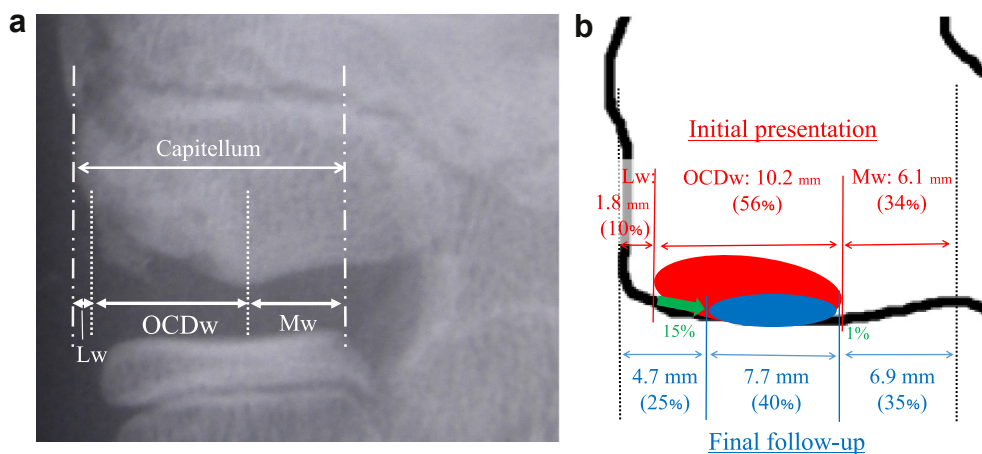 a
Capitellum
OCDw
Mw
Lw
b
Initial presentation
Lw:
1.8 mm
(10%)
OCDw: 10.2 mm
(56%)
Mw: 6.1 mm
(34%)
15%
1%
4.7 mm
(25%)
7.7 mm
(40%)
6.9 mm
(35%)
Final follow-up